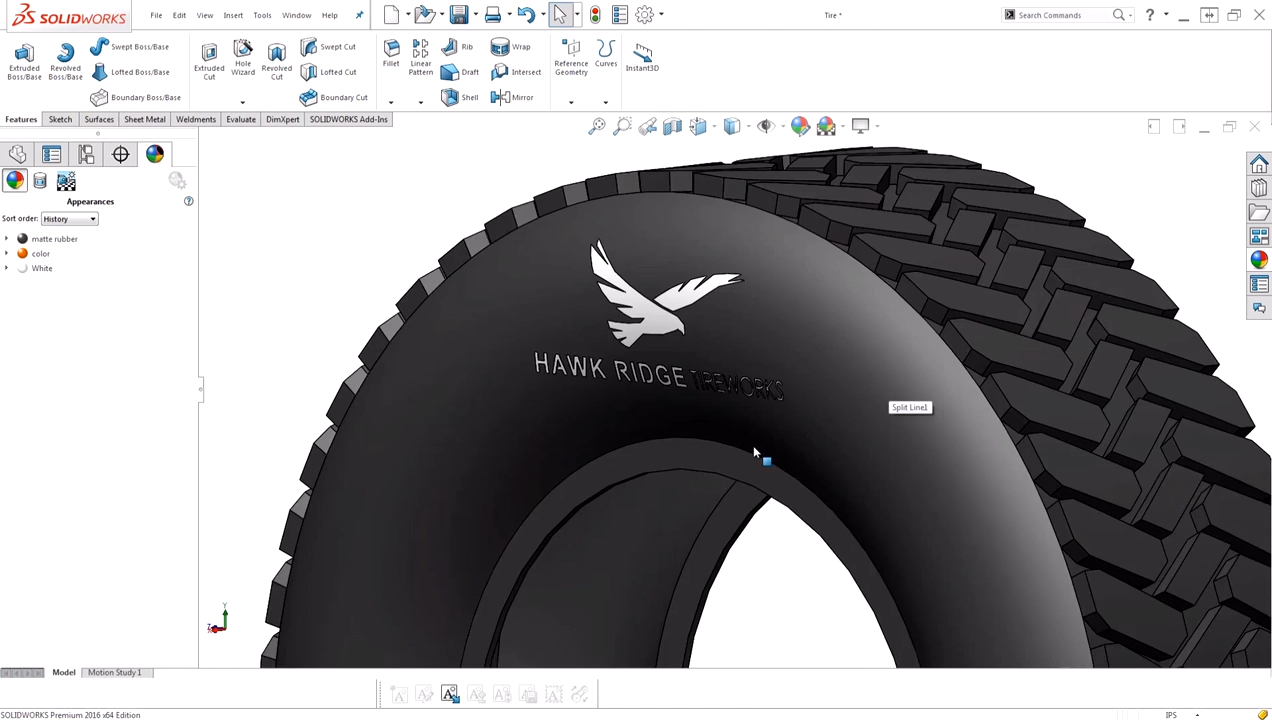 SOLIDWORKS
File Edit View Insert Tools Window Help
Tire *
Search Commands
Extruded Boss/Base
Revolved Boss/Base
Swept Boss/Base
Lofted Boss/Base
Boundary Boss/Base
Extruded Cut
Hole Wizard
Revolved Cut
Swept Cut
Lofted Cut
Boundary Cut
Fillet
Linear Pattern
Rib
Draft
Shell
Wrap
Intersect
Mirror
Reference Geometry
Curves
Instant3D
Features Sketch Surfaces Sheet Metal Weldments Evaluate DimXpert SOLIDWORKS Add-Ins
Appearances
Sort order: History
matte rubber
color
White
HAWK RIDGE TIREWORKS
Split Line1
Y
Z
Model Motion Study 1
SOLIDWORKS Premium 2016 x64 Edition
IPS